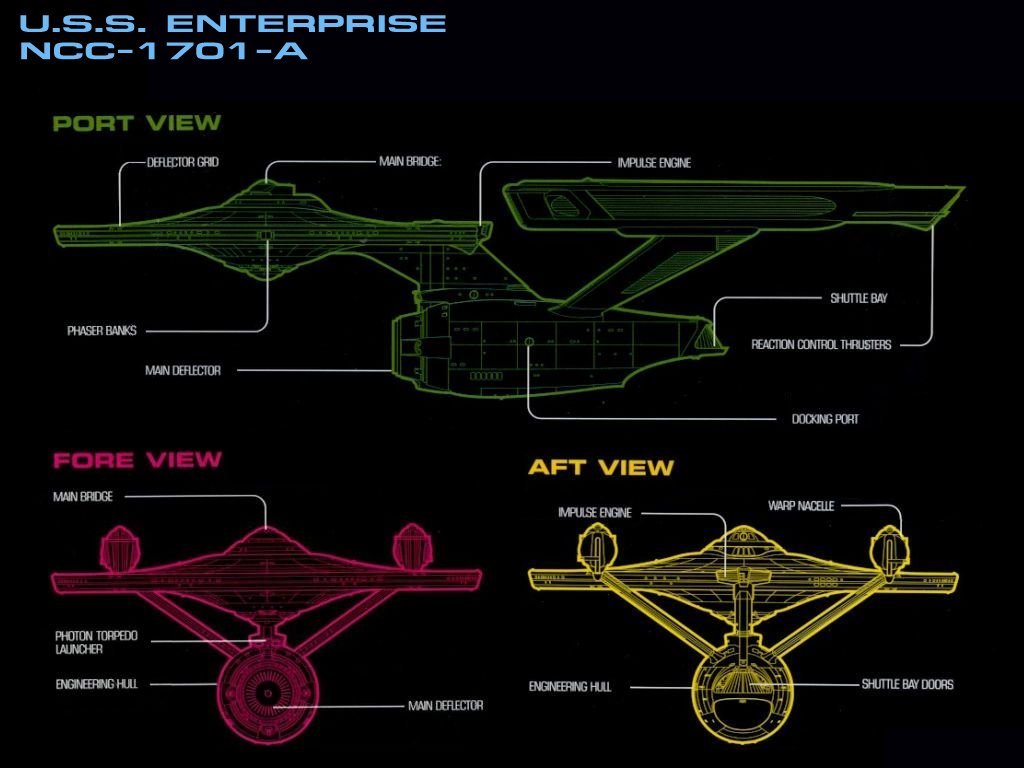 U.S.S. ENTERPRISE
NCC-1701-A
PORT VIEW
DEFLECTOR GRID
MAIN BRIDGE:
IMPULSE ENGINE
SHUTTLE BAY
PHASER BANKS
REACTION CONTROL THRUSTERS
MAIN DEFLECTOR
DOCKING PORT
FORE VIEW
MAIN BRIDGE
PHOTON TORPEDO
LAUNCHER
ENGINEERING HULL
MAIN DEFLECTOR
AFT VIEW
WARP NACELLE
IMPULSE ENGINE
ENGINEERING HULL
SHUTTLE BAY DOORS